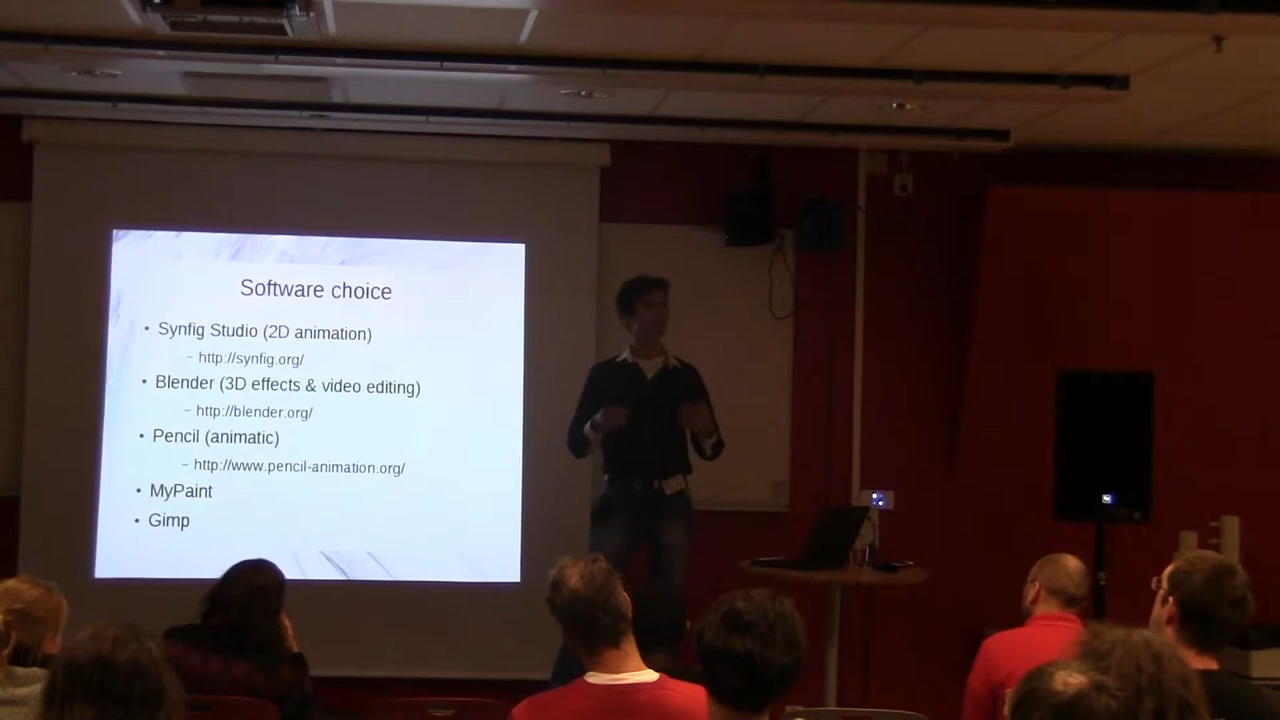 Software choice
• Synfig Studio (2D animation)
– http://synfig.org/
• Blender (3D effects & video editing)
– http://blender.org/
• Pencil (animatic)
– http://www.pencil-animation.org/
• MyPaint
• Gimp